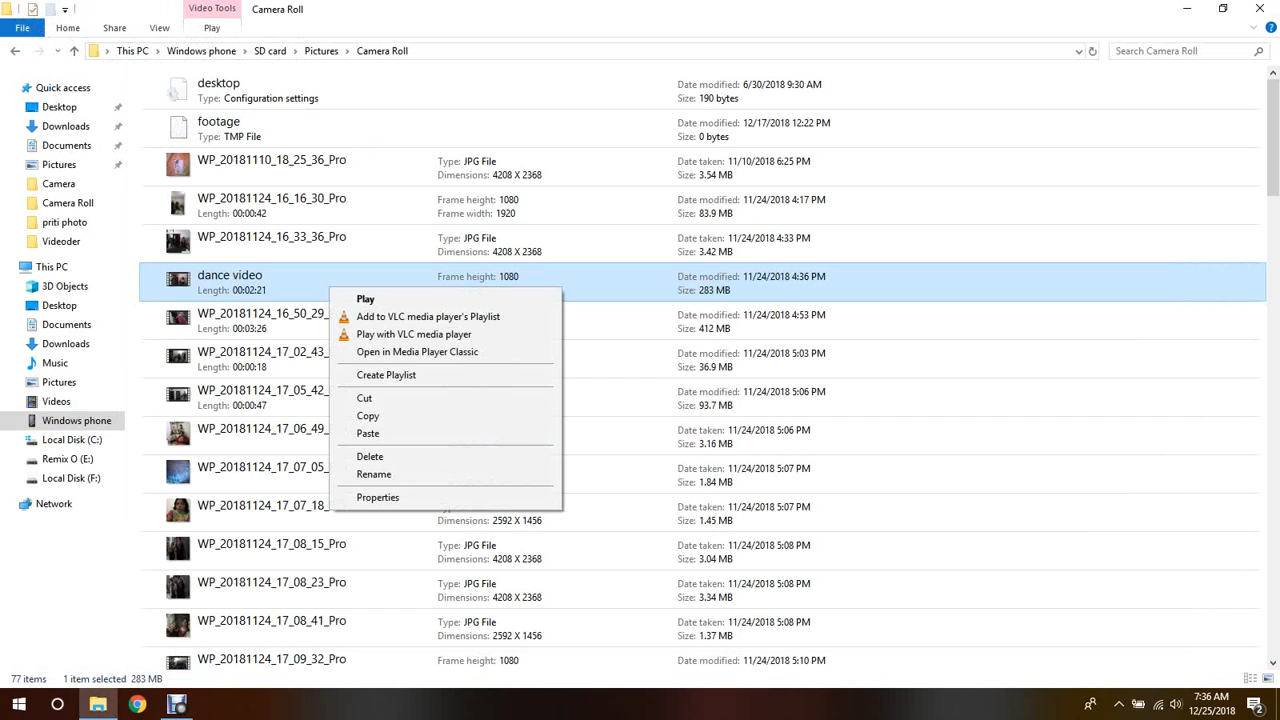 Video Tools
Camera Roll
File
Home
Share
View
Play
This PC
Windows phone
SD card
Pictures
Camera Roll
Search Camera Roll
Quick access
Desktop
Downloads
Documents
Pictures
Camera
Camera Roll
priti photo
Videoder
This PC
3D Objects
Desktop
Documents
Downloads
Music
Pictures
Videos
Windows phone
Local Disk (C:)
Remix O (E:)
Local Disk (F:)
Network
desktop
Type: Configuration settings
Date modified: 6/30/2018 9:30 AM
Size: 190 bytes
footage
Type: TMP File
Date modified: 12/17/2018 12:22 PM
Size: 0 bytes
WP_20181110_18_25_36_Pro
Type: JPG File
Dimensions: 4208 X 2368
Date taken: 11/10/2018 6:25 PM
Size: 3.54 MB
WP_20181124_16_16_30_Pro
Length: 00:00:42
Frame height: 1080
Frame width: 1920
Date modified: 11/24/2018 4:17 PM
Size: 83.9 MB
WP_20181124_16_33_36_Pro
Type: JPG File
Dimensions: 4208 X 2368
Date taken: 11/24/2018 4:33 PM
Size: 3.42 MB
dance video
Length: 00:02:21
Frame height: 1080
Date modified: 11/24/2018 4:36 PM
Size: 283 MB
WP_20181124_16_50_29_
Length: 00:03:26
Date modified: 11/24/2018 4:53 PM
Size: 412 MB
WP_20181124_17_02_43_
Length: 00:00:18
Date modified: 11/24/2018 5:03 PM
Size: 36.9 MB
WP_20181124_17_05_42_
Length: 00:00:47
Date modified: 11/24/2018 5:06 PM
Size: 93.7 MB
WP_20181124_17_06_49_
Date taken: 11/24/2018 5:06 PM
Size: 3.16 MB
WP_20181124_17_07_05_
Date taken: 11/24/2018 5:07 PM
Size: 1.84 MB
WP_20181124_17_07_18_
Dimensions: 2592 X 1456
Date taken: 11/24/2018 5:07 PM
Size: 1.45 MB
WP_20181124_17_08_15_Pro
Type: JPG File
Dimensions: 4208 X 2368
Date taken: 11/24/2018 5:08 PM
Size: 3.04 MB
WP_20181124_17_08_23_Pro
Type: JPG File
Dimensions: 4208 X 2368
Date taken: 11/24/2018 5:08 PM
Size: 3.34 MB
WP_20181124_17_08_41_Pro
Type: JPG File
Dimensions: 2592 X 1456
Date taken: 11/24/2018 5:08 PM
Size: 1.37 MB
WP_20181124_17_09_32_Pro
Frame height: 1080
Date modified: 11/24/2018 5:10 PM
Play
Add to VLC media player's Playlist
Play with VLC media player
Open in Media Player Classic
Create Playlist
Cut
Copy
Paste
Delete
Rename
Properties
77 items
1 item selected 283 MB
7:36 AM
12/25/2018
2